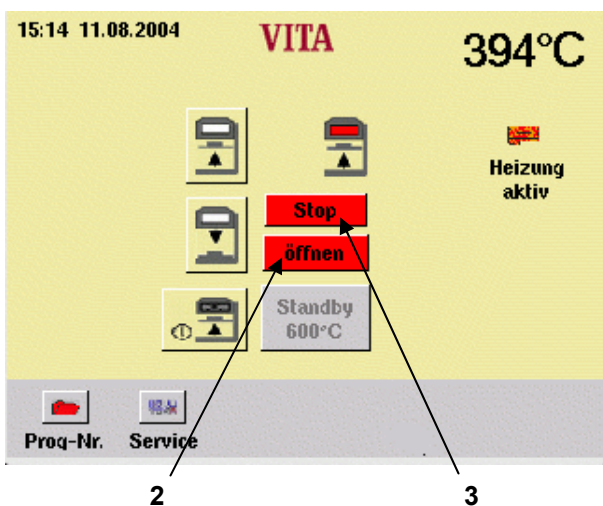 15:14 11.08.2004
VITA
394°C
Heizung
aktiv
Stop
öffnen
Standby
600°C
Prog-Nr.
Service
2
3